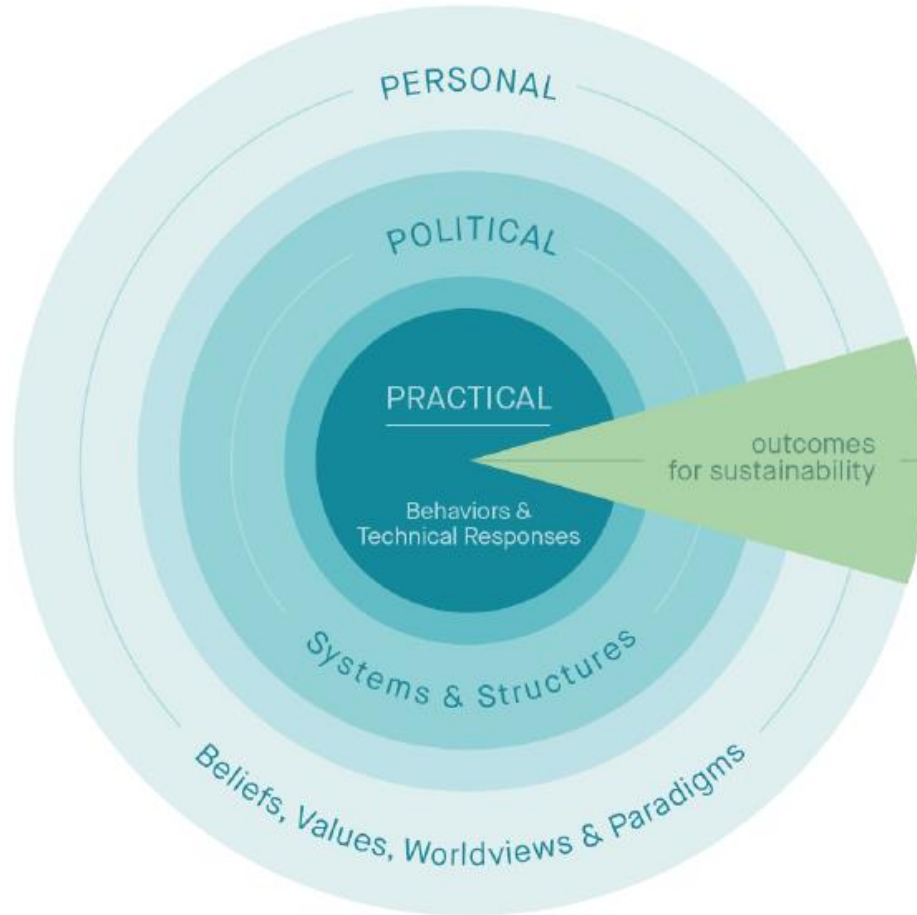 PERSONAL
POLITICAL
PRACTICAL
Behaviors &
Technical Responses
outcomes
for sustainability
Systems & Structures
Beliefs, Values, Worldviews & Paradigms